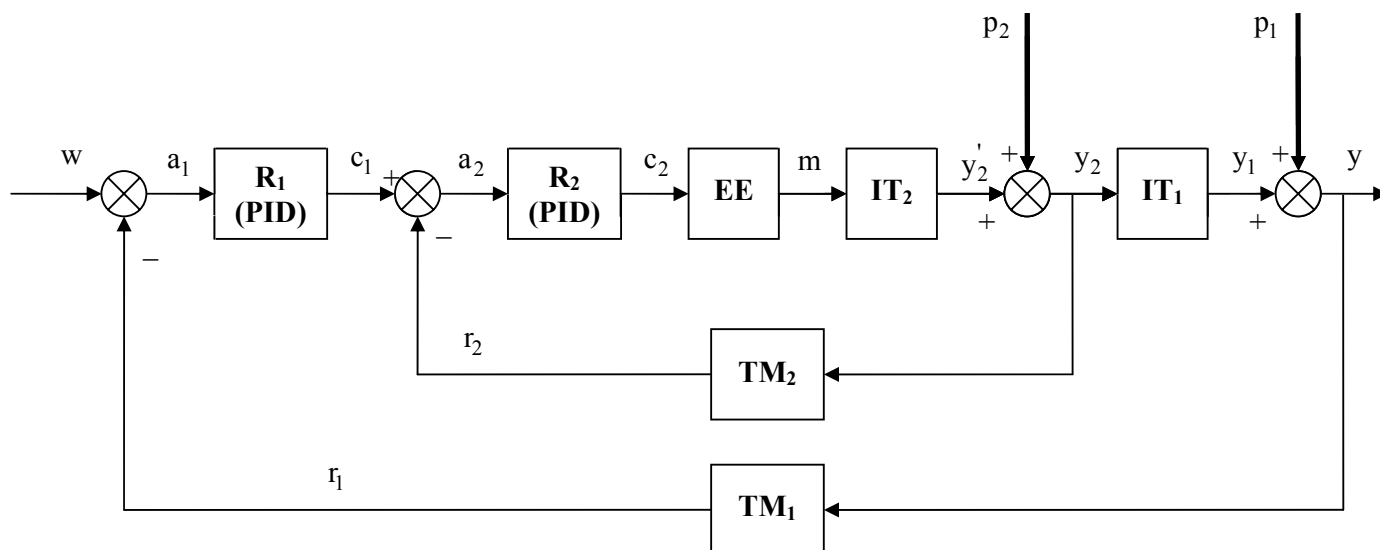 p₂
p₁
w
a₁
R₁
(PID)
c₁
+
a₂
R₂
(PID)
c₂
EE
m
IT₂
y₂'
+
y₂
IT₁
y₁
+
y
−
−
+
+
r₂
TM₂
r₁
TM₁